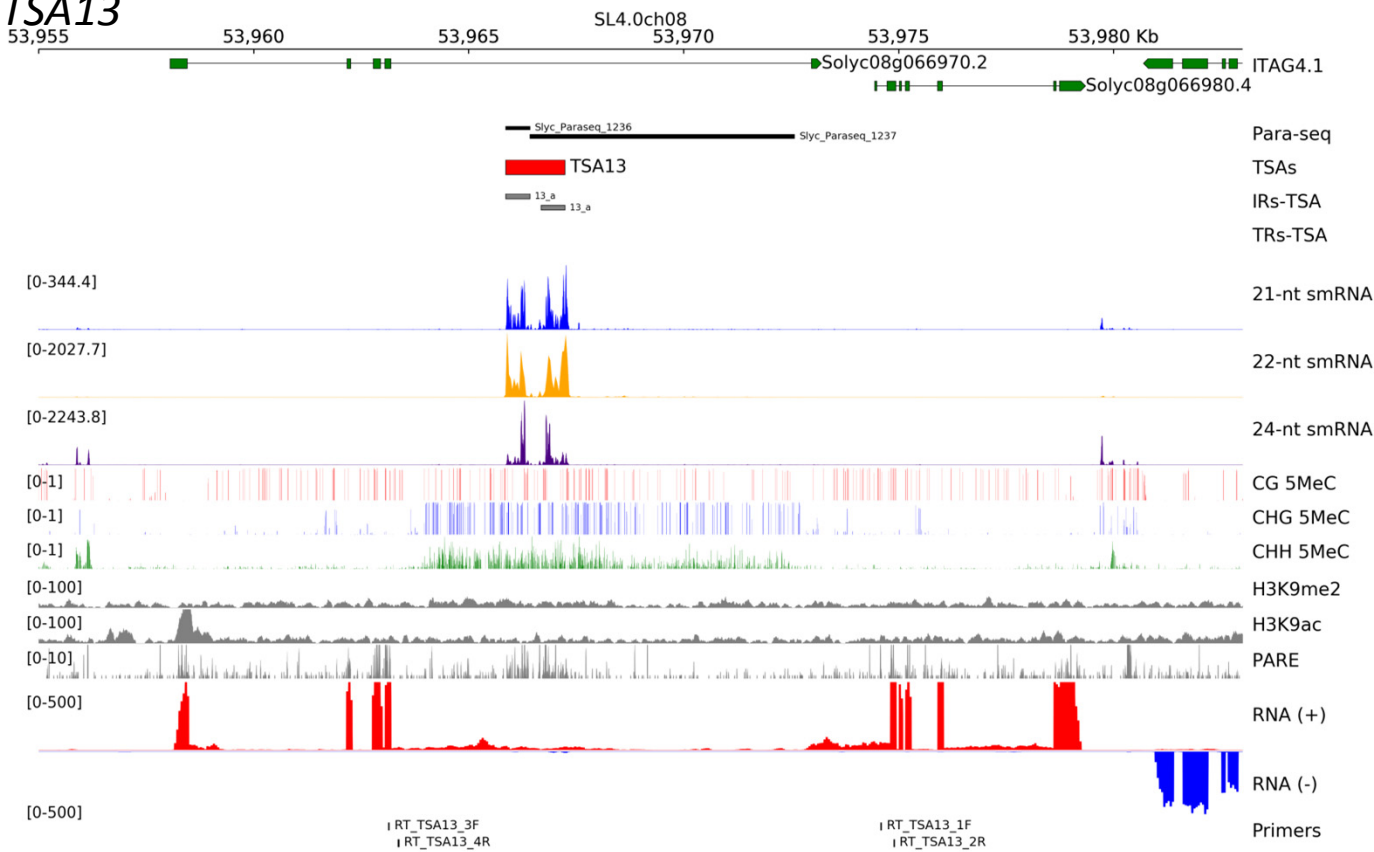 TSA13
SL4.0ch08
53,955 53,960 53,965 53,970 53,975 53,980 Kb
Solyc08g066970.2 ITAG4.1
Solyc08g066980.4
Slyc_Paraseq_1236 Para-seq
Slyc_Paraseq_1237
TSA13 TSAs
13_a IRs-TSA
13_a
TRs-TSA
[0-344.4] 21-nt smRNA
[0-2027.7] 22-nt smRNA
[0-2243.8] 24-nt smRNA
[0-1] CG 5MeC
[0-1] CHG 5MeC
[0-1] CHH 5MeC
[0-100] H3K9me2
[0-100] H3K9ac
[0-10] PARE
[0-500] RNA (+)
RNA (-)
[0-500]
RT_TSA13_3F RT_TSA13_1F Primers
RT_TSA13_4R RT_TSA13_2R